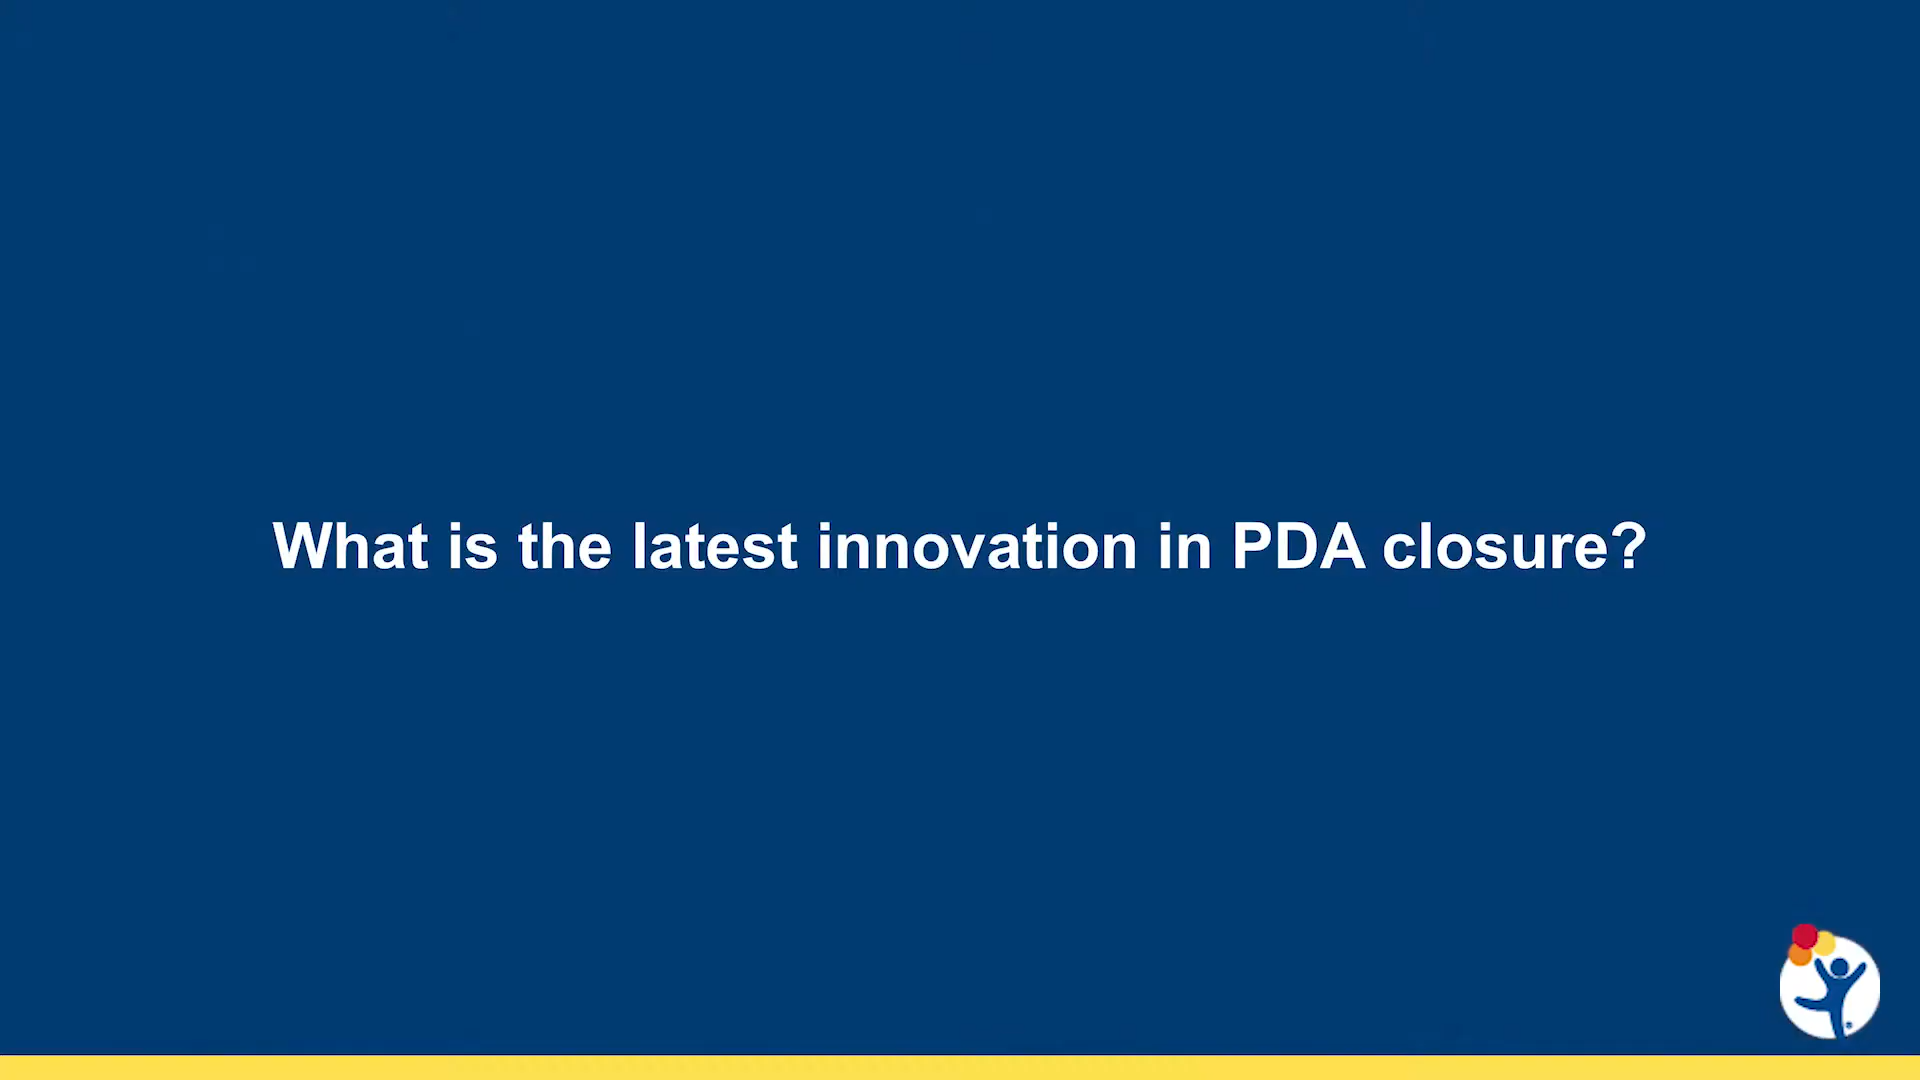 What is the latest innovation in PDA closure?